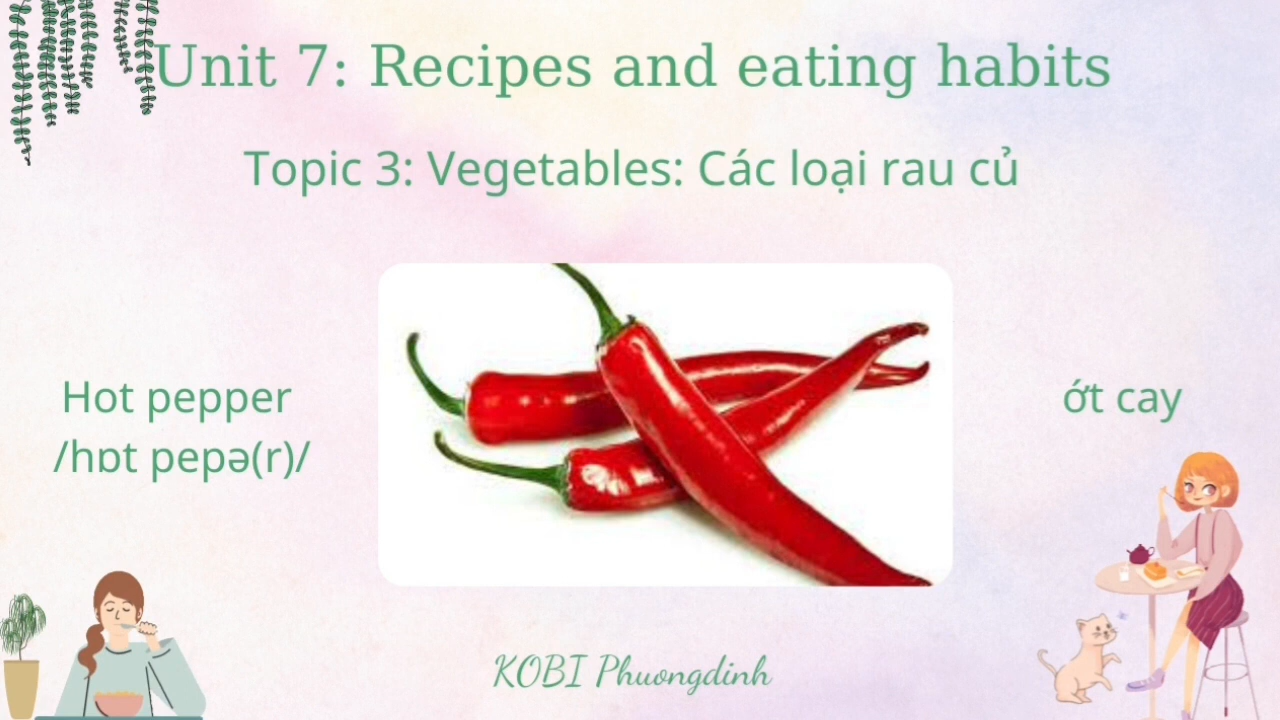 Unit 7: Recipes and eating habits
Topic 3: Vegetables: Các loại rau củ
Hot pepper
/hɒt pepə(r)/
ớt cay
KOBI Phuongdinh